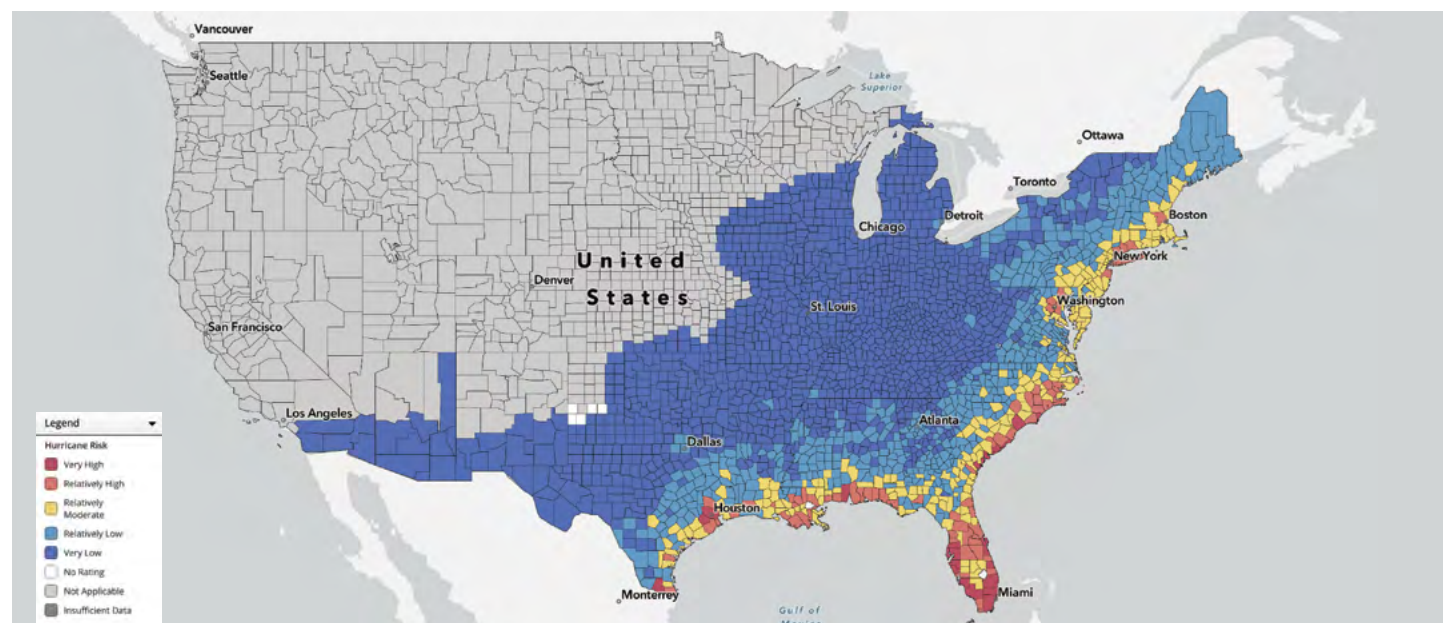 Vancouver
Seattle
Lake
Superior
Ottawa
Toronto
Detroit
Boston
Chicago
New York
United
States
Denver
Washington
St. Louis
San Francisco
Los Angeles
Atlanta
Dallas
Houston
Miami
Monterrey
Gulf of
Legend
Hurricane Risk
Very High
Relatively High
Relatively
Moderate
Relatively Low
Very Low
No Rating
Not Applicable
Insufficient Data